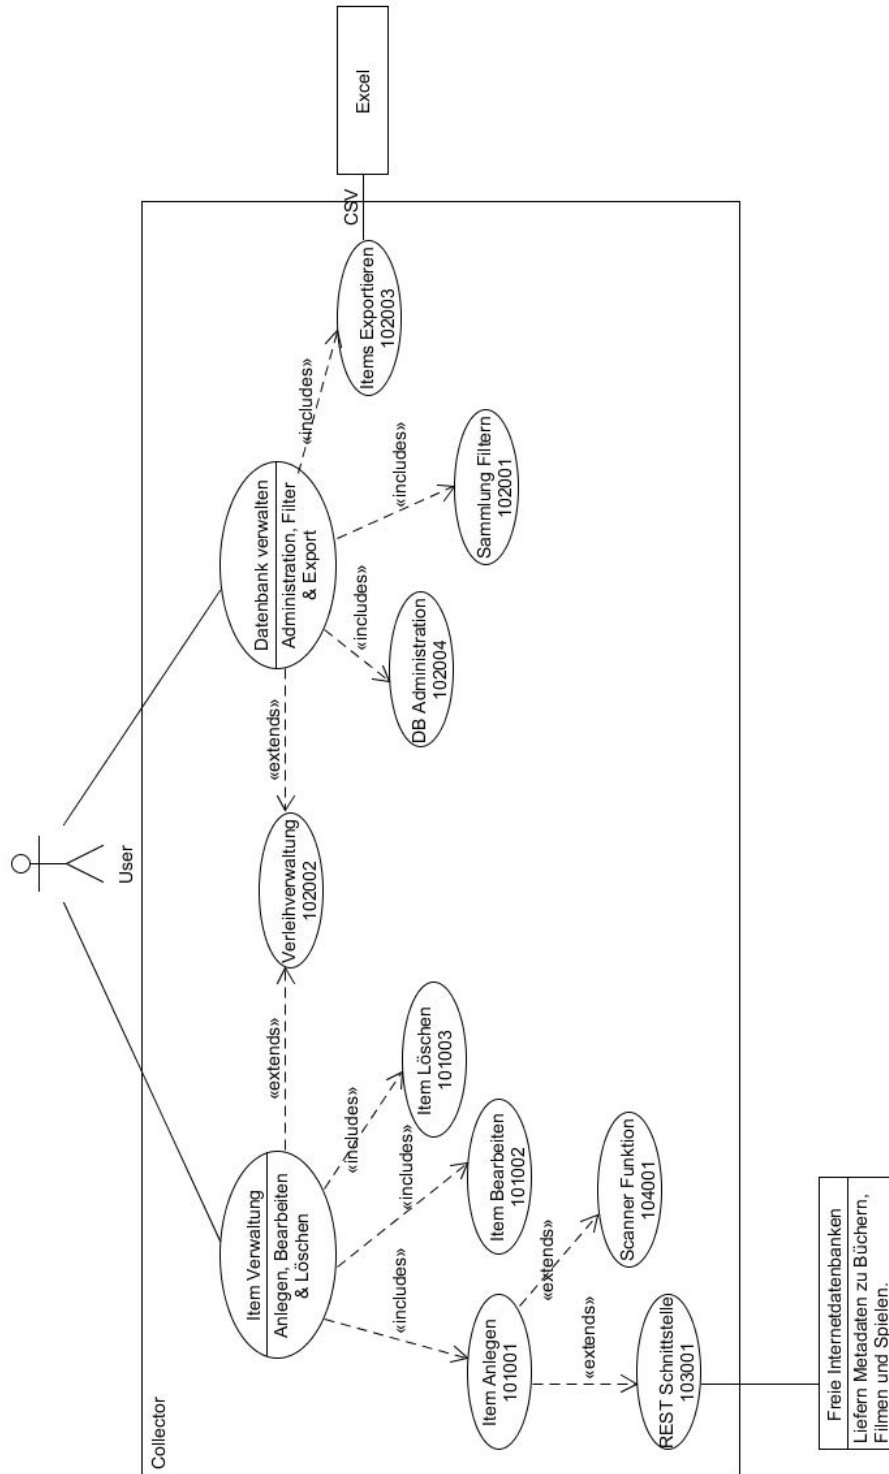 User
Collector
Item Verwaltung
Anlegen, Bearbeiten
& Löschen
«extends»
Verleihverwaltung
102002
«extends»
Datenbank verwalten
Administration, Filter
& Export
«includes»
Items Exportieren
102003
CSV
Excel
«includes»
Item Löschen
101003
«includes»
DB Administration
102004
«includes»
Sammlung Filtern
102001
«includes»
Item Anlegen
101001
«includes»
Item Bearbeiten
101002
«extends»
REST Schnittstelle
103001
«extends»
Scanner Funktion
104001
Freie Internetdatenbanken
Liefern Metadaten zu Büchern,
Filmen und Spielen.